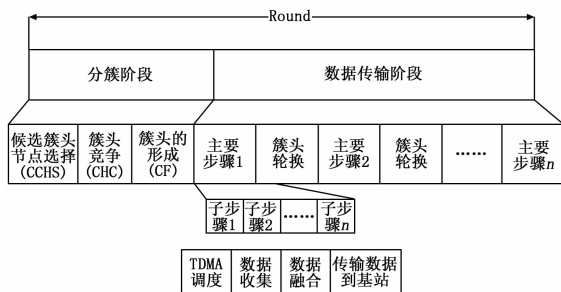 Round
分簇阶段
数据传输阶段
候选簇头
节点选择
(CCHS)
簇头
竞争
(CHC)
簇头的
形成
(CF)
主要
步骤1
簇头
轮换
主要
步骤2
簇头
轮换
……
主要
步骤n
子步
骤1
子步
骤2
……
子步
骤n
TDMA
调度
数据
收集
数据
融合
传输数据
到基站